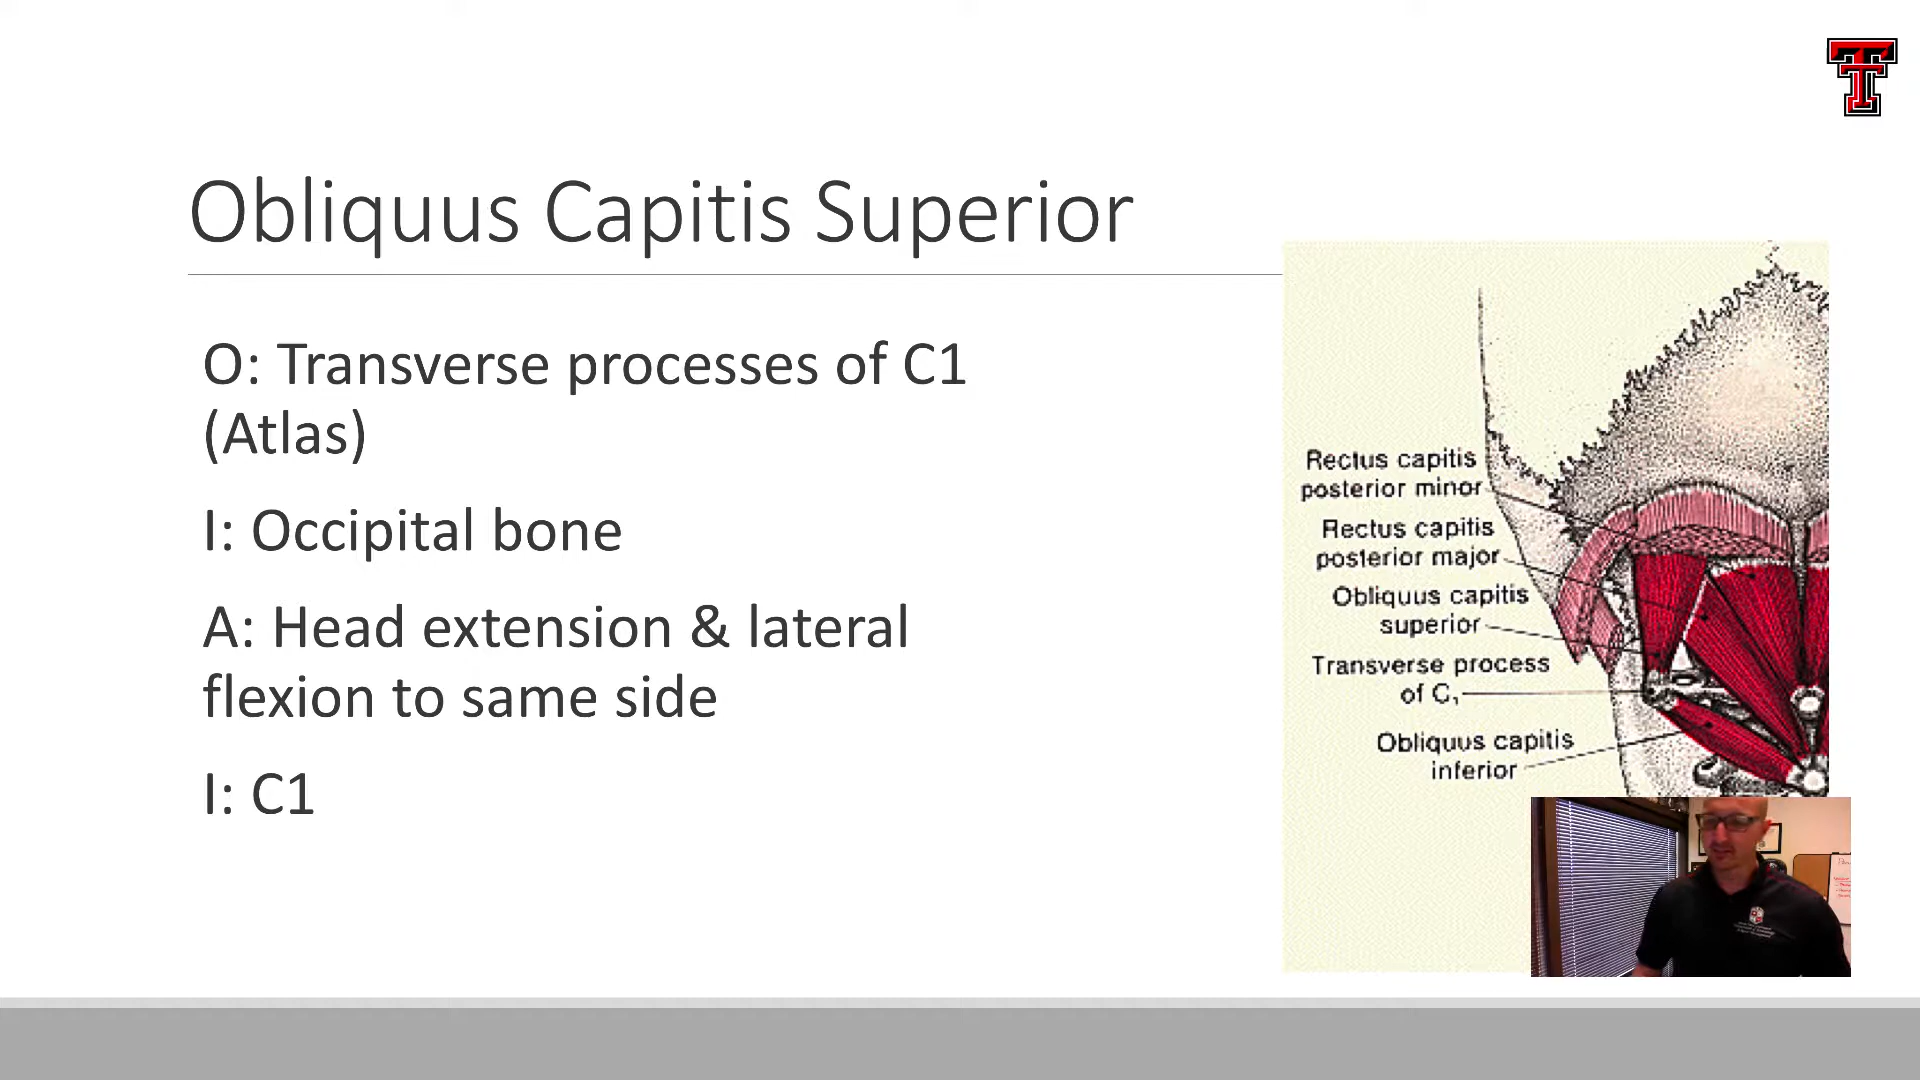 Obliquus Capitis Superior
O: Transverse processes of C1
(Atlas)
I: Occipital bone
A: Head extension & lateral
flexion to same side
I: C1
Rectus capitis
posterior minor
Rectus capitis
posterior major
Obliquus capitis
superior
Transverse process
of C₁
Obliquus capitis
inferior